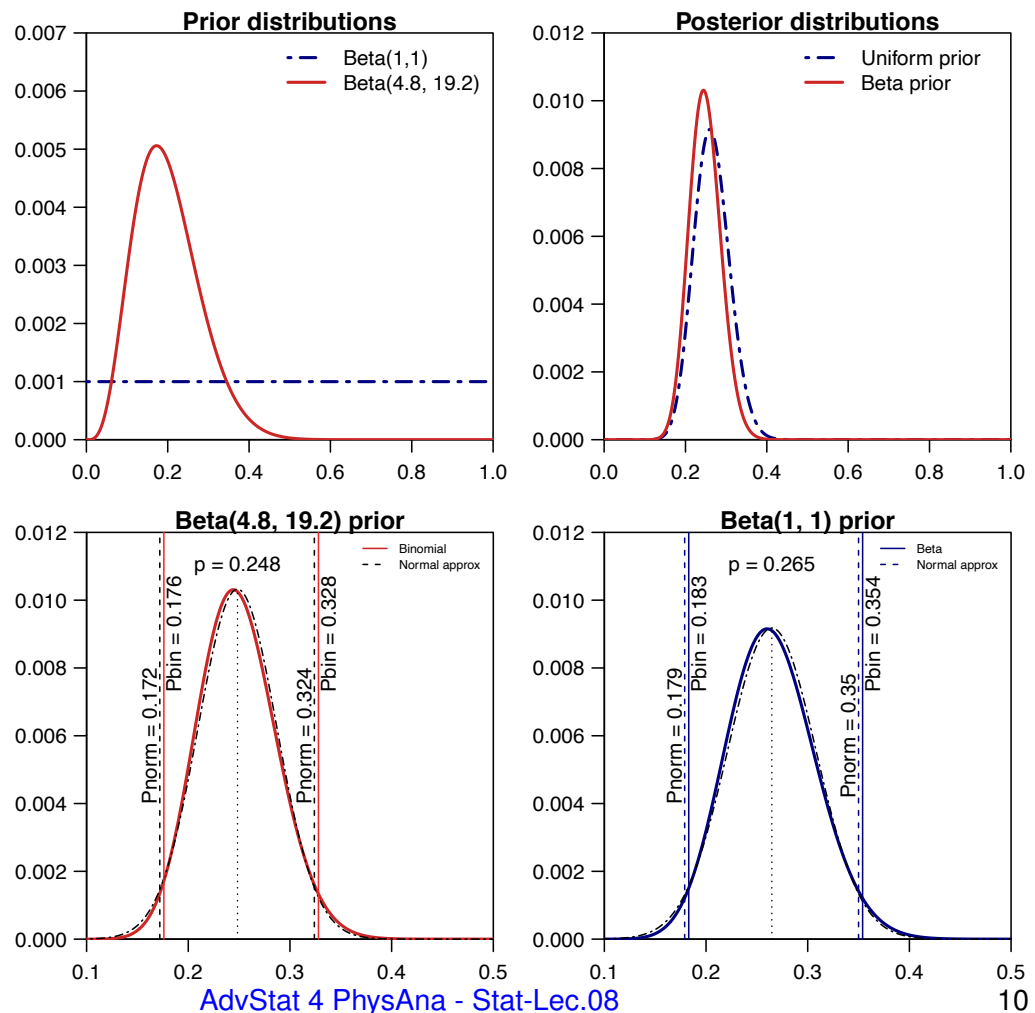 Prior distributions
0.007
0.006
0.005
0.004
0.003
0.002
0.001
0.000
0.0
0.2
0.4
0.6
0.8
1.0
Beta(1,1)
Beta(4.8, 19.2)
Posterior distributions
0.012
0.010
0.008
0.006
0.004
0.002
0.000
0.0
0.2
0.4
0.6
0.8
1.0
Uniform prior
Beta prior
Beta(4.8, 19.2) prior
0.012
0.010
0.008
0.006
0.004
0.002
0.000
0.1
0.2
0.3
0.4
0.5
Binomial
Normal approx
p = 0.248
Pnorm = 0.172
Pbin = 0.176
Pnorm = 0.324
Pbin = 0.328
Beta(1, 1) prior
0.012
0.010
0.008
0.006
0.004
0.002
0.000
0.1
0.2
0.3
0.4
0.5
Beta
Normal approx
p = 0.265
Pnorm = 0.179
Pbin = 0.183
Pnorm = 0.35
Pbin = 0.354
AdvStat 4 PhysAna - Stat-Lec.08
10